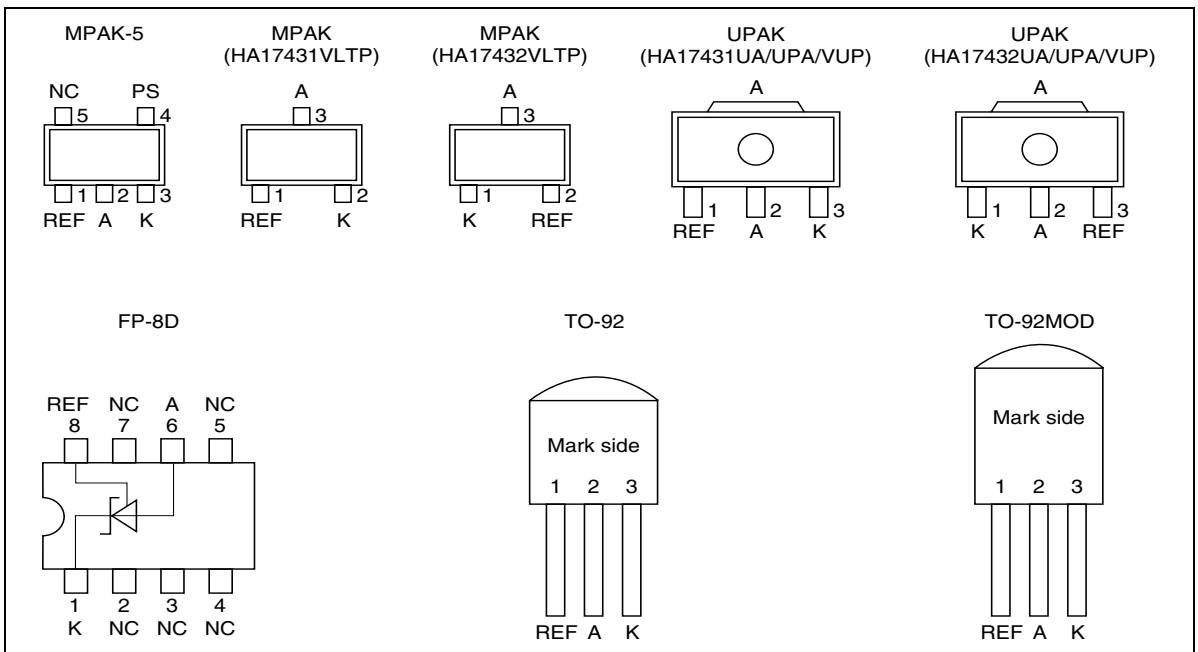 MPAK-5
MPAK
(HA17431VLTP)
MPAK
(HA17432VLTP)
UPAK
(HA17431UA/UPA/VUP)
UPAK
(HA17432UA/UPA/VUP)
NC PS
5 4
1 2 3
REF A K
A
3
1 2
REF K
A
3
1 2
K REF
A
1 2 3
REF A K
A
1 2 3
K A REF
FP-8D
REF NC A NC
8 7 6 5
1 2 3 4
K NC NC NC
TO-92
Mark side
1 2 3
REF A K
TO-92MOD
Mark side
1 2 3
REF A K